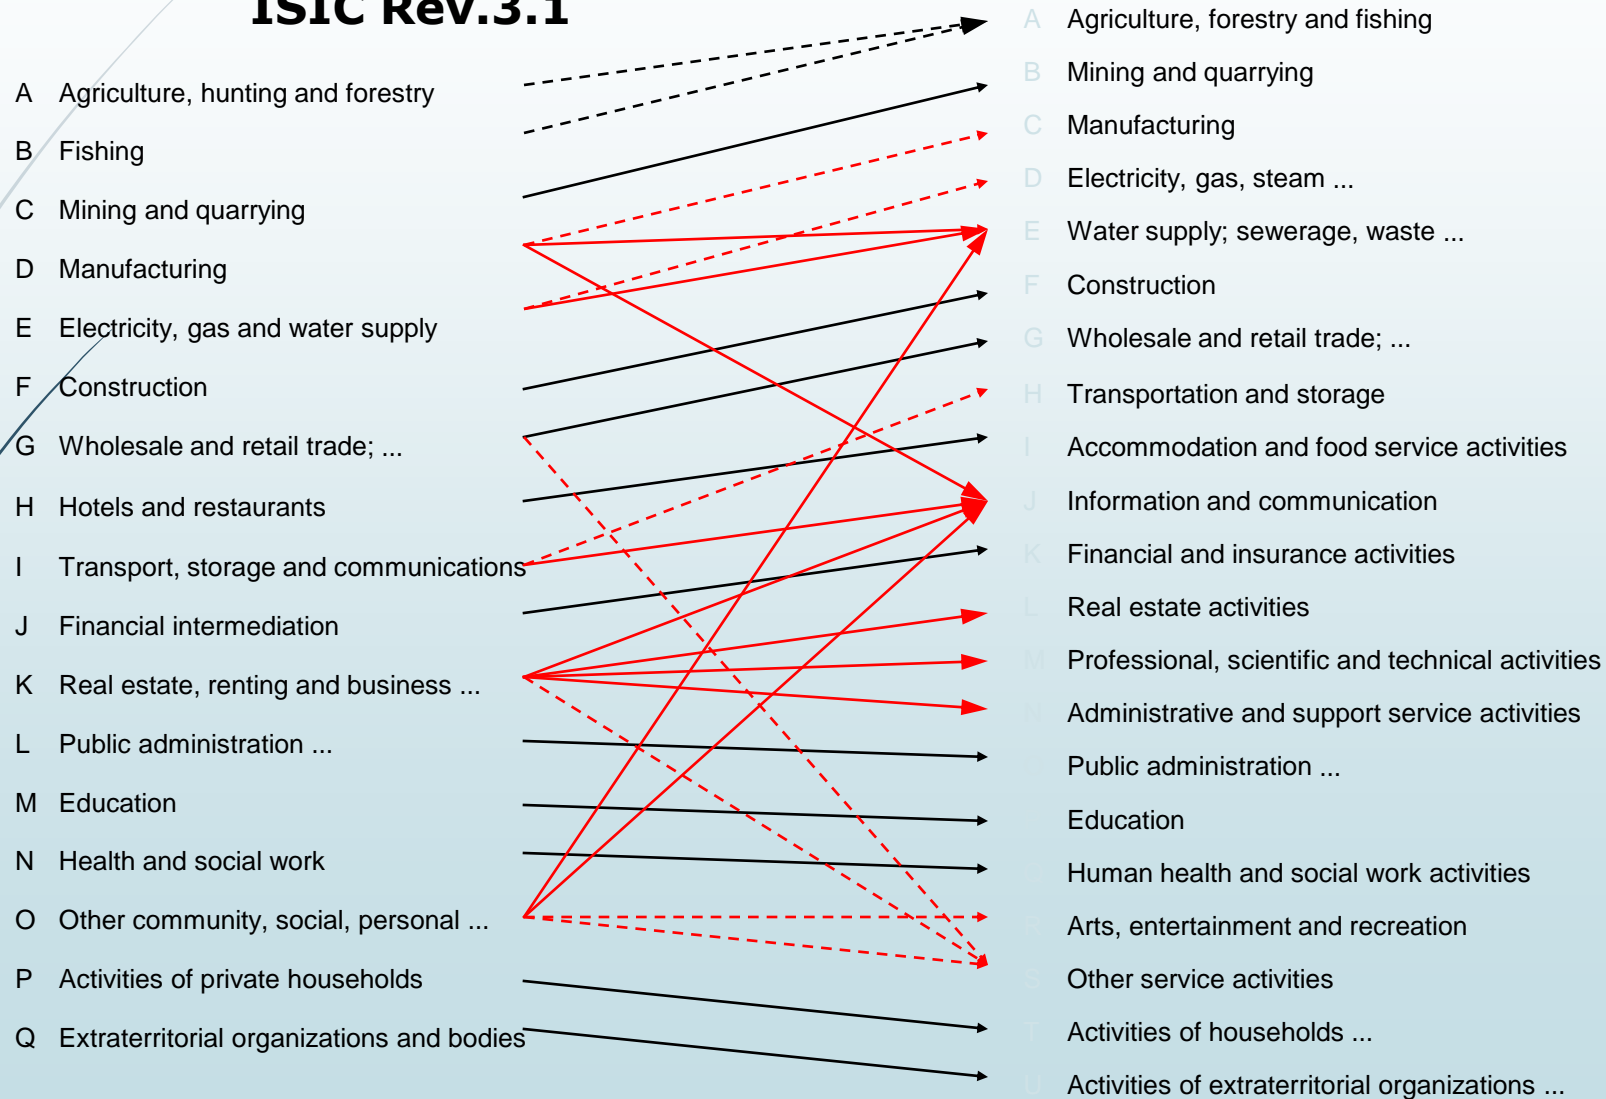 ISIC Rev.3.1
A Agriculture, hunting and forestry
B Fishing
C Mining and quarrying
D Manufacturing
E Electricity, gas and water supply
F Construction
G Wholesale and retail trade; ...
H Hotels and restaurants
I Transport, storage and communications
J Financial intermediation
K Real estate, renting and business ...
L Public administration ...
M Education
N Health and social work
O Other community, social, personal ...
P Activities of private households
Q Extraterritorial organizations and bodies
A Agriculture, forestry and fishing
B Mining and quarrying
C Manufacturing
D Electricity, gas, steam ...
E Water supply; sewerage, waste ...
F Construction
G Wholesale and retail trade; ...
H Transportation and storage
I Accommodation and food service activities
J Information and communication
K Financial and insurance activities
L Real estate activities
M Professional, scientific and technical activities
N Administrative and support service activities
Public administration ...
Education
Human health and social work activities
R Arts, entertainment and recreation
S Other service activities
T Activities of households ...
U Activities of extraterritorial organizations ...